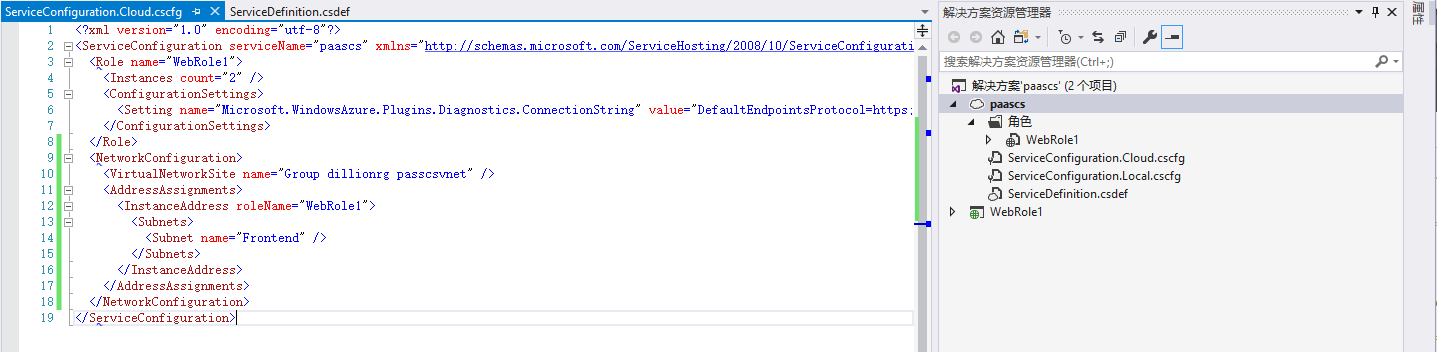 ServiceConfiguration.Cloud.cscfg ServiceDefinition.csdef
1 <?xml version="1.0" encoding="utf-8"?>
2 <ServiceConfiguration serviceName="paascs" xmlns="http://schemas.microsoft.com/ServiceHosting/2008/10/ServiceConfigurati
3 <Role name="WebRole1">
4 <Instances count="2" />
5 <ConfigurationSettings>
6 <Setting name="Microsoft.WindowsAzure.Plugins.Diagnostics.ConnectionString" value="DefaultEndpointsProtocol=https;
7 </ConfigurationSettings>
8 </Role>
9 <NetworkConfiguration>
10 <VirtualNetworkSite name="Group dillionrg passcsvnet" />
11 <AddressAssignments>
12 <InstanceAddress roleName="WebRole1">
13 <Subnets>
14 <Subnet name="Frontend" />
15 </Subnets>
16 </InstanceAddress>
17 </AddressAssignments>
18 </NetworkConfiguration>
19 </ServiceConfiguration>
解决方案资源管理器
搜索解决方案资源管理器(Ctrl+;)
解决方案'paascs' (2 个项目)
paascs
角色
WebRole1
ServiceConfiguration.Cloud.cscfg
ServiceConfiguration.Local.cscfg
ServiceDefinition.csdef
WebRole1
属性